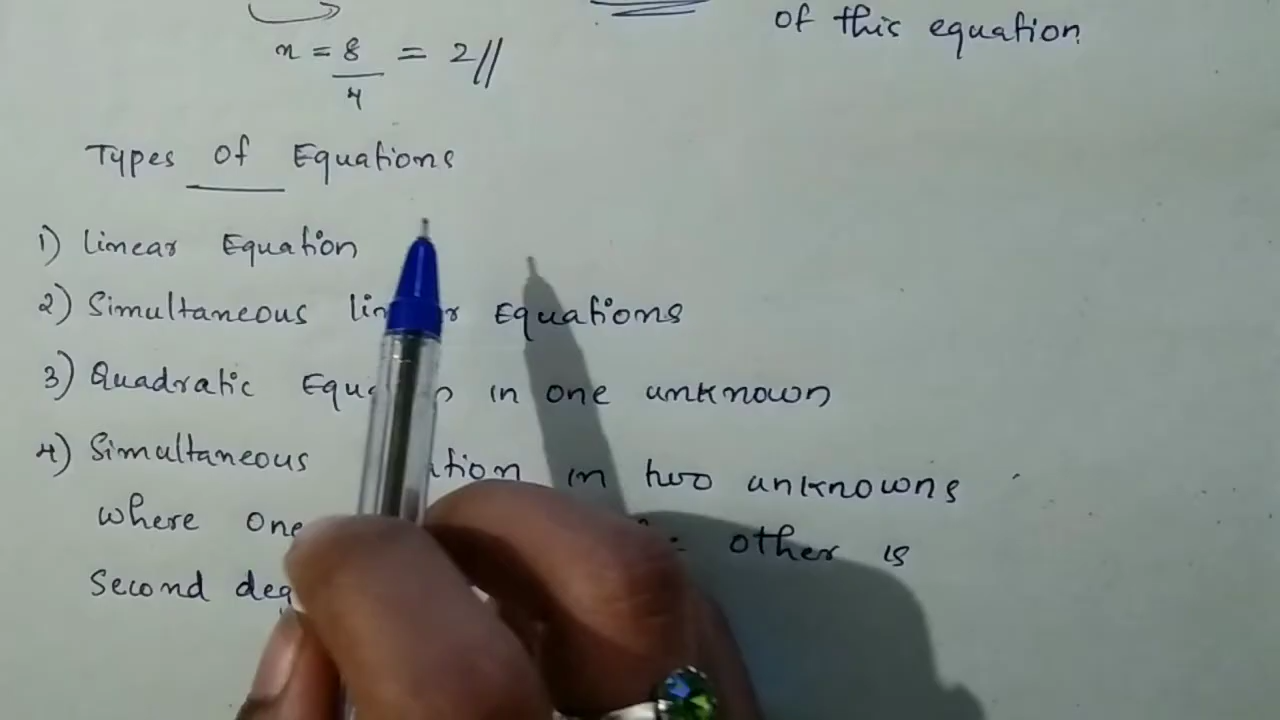 of this equation
x = 8/4 = 2//
Types of Equations
1) Linear Equation
2) Simultaneous linear Equations
3) Quadratic in one unknown
4) Simultaneous in two unknowns
where one other is
Second